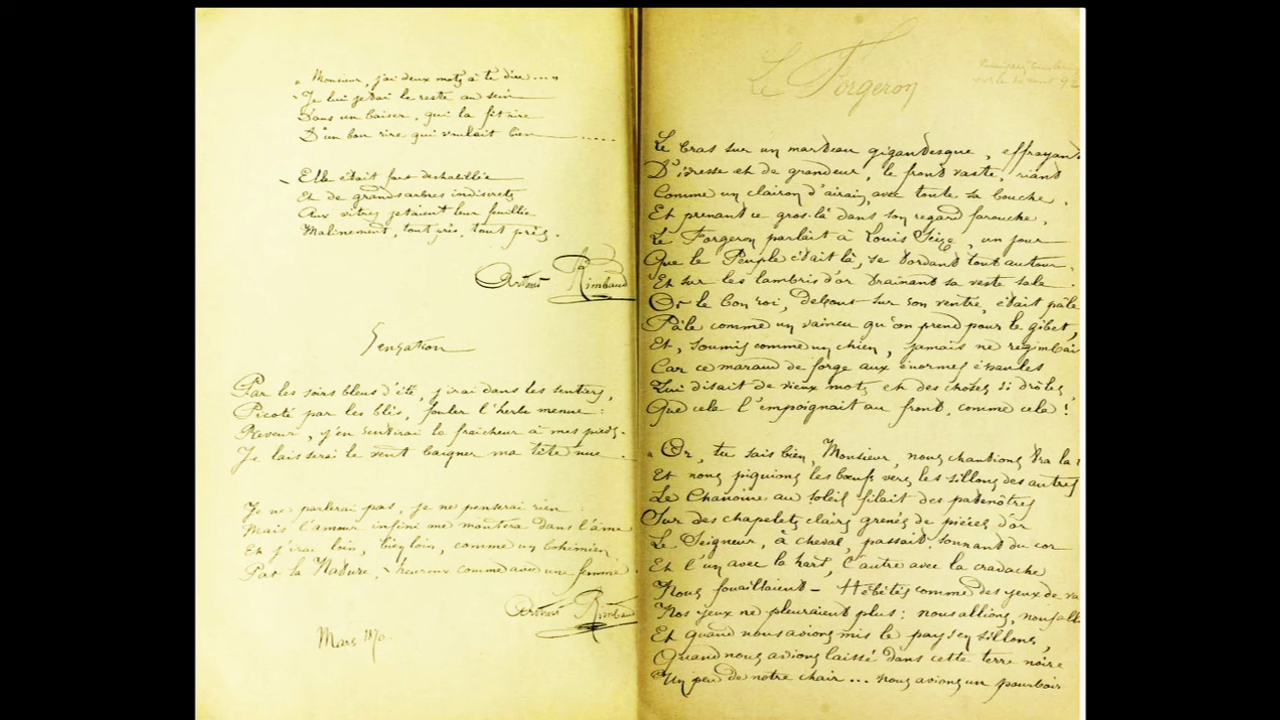 « Monsieur, j'ai deux mots à te dire....»
— Je lui jetai le reste au sein
Dans un baiser, qui la fit rire
D'un bon rire qui voulait bien .....
— Elle était fort deshabillée
Et de grands arbres indiscrets
Aux vitres jetaient leur feuillée
Malinement, tout près, tout près.
Arthur Rimbaud
Sensation
Par les soirs bleus d'été, j'irai dans les sentiers,
Picoté par les blés, fouler l'herbe menue :
Rêveur, j'en sentirai la fraîcheur à mes pieds.
Je laisserai le vent baigner ma tête nue.
Je ne parlerai pas, je ne penserai rien
Mais l'amour infini me montera dans l'âme
Et j'irai loin, bien loin, comme un bohémien
Par la Nature, - heureux comme avec une femme.
Arthur Rimbaud
Mars 1870.
Le Forgeron
Le bras sur un marteau gigantesque, effrayant
D'ivresse et de grandeur, le front vaste, riant
Comme un clairon d'airain, avec toute sa bouche,
Et prenant ce gros-là dans son regard farouche,
Le Forgeron parlait à Louis Seize, un jour
Que le Peuple était là, se tordant tout autour,
Et sur les lambris d'or traînant sa veste sale.
Or le bon roi, debout sur son ventre, était pâle
Pâle comme un vaincu qu'on prend pour le gibet,
Et, soumis comme un chien, jamais ne regimbai
Car ce maraud de forge aux énormes épaules
Lui disait de vieux mots et des choses si drôles,
Que cela l'empoignait au front, comme cela !
« Or, tu sais bien, Monsieur, nous chantions tra la l
Et nous piquions les bœufs vers les sillons des autres
Le Chanoine au soleil filait des patenôtres
Sur des chapelets clairs grenés de pièces d'or
Le Seigneur, à cheval, passait, sonnant du cor
Et l'un avec la hart, l'autre avec la cravache
Nous fouaillaient - Hébétés comme des yeux de va
Nos yeux ne pleuraient plus : nous allions, nous all
Et quand nous avions mis le pays en sillons,
Quand nous avions laissé dans cette terre noire
Un peu de notre chair... nous avions un pourboire